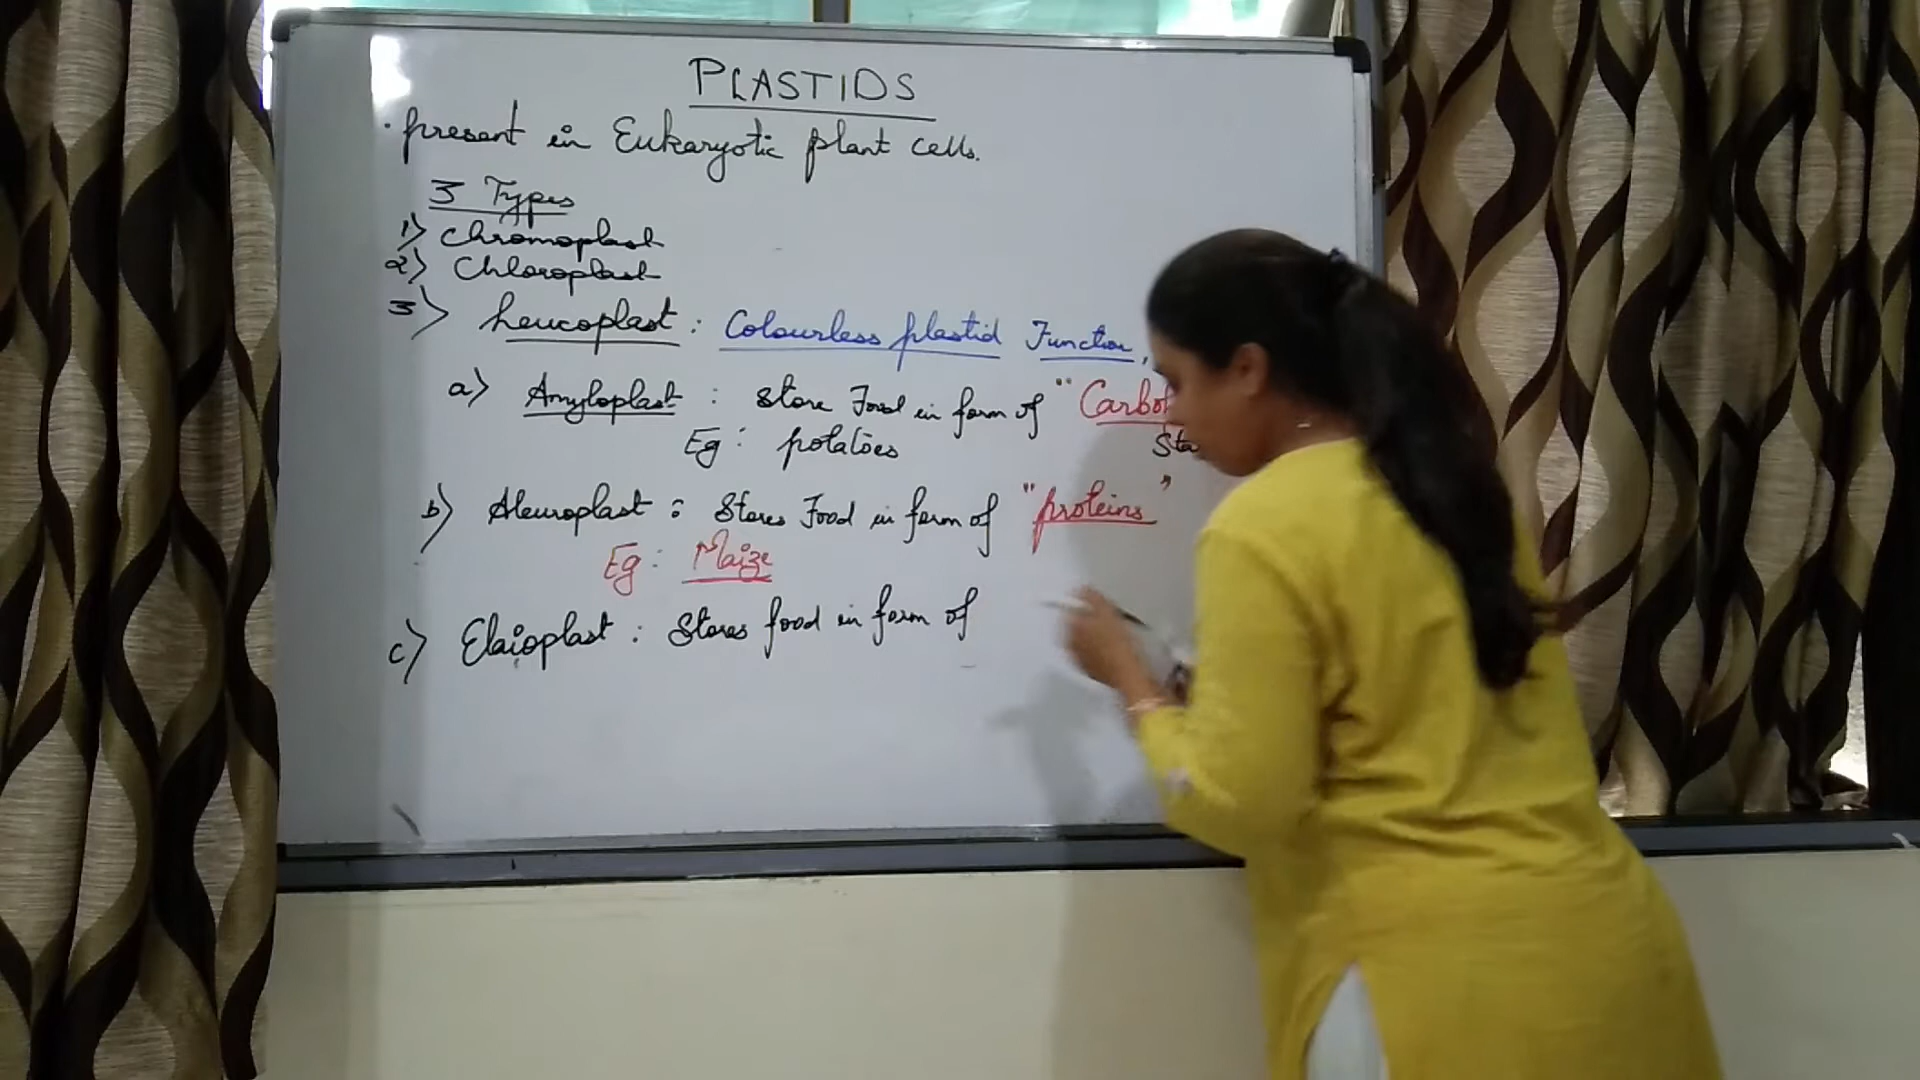 PLASTIDS
· present in Eukaryotic plant cells.
3 Types
1) Chromoplast
2) Chloroplast
3) Leucoplast : Colourless plastid Function,
a) Amyloplast : Store Food in form of "Carboh
Eg : potatoes Sta
b) Aleuroplast : Stores Food in form of "proteins"
Eg : Maize
c) Elaioplast : Stores food in form of